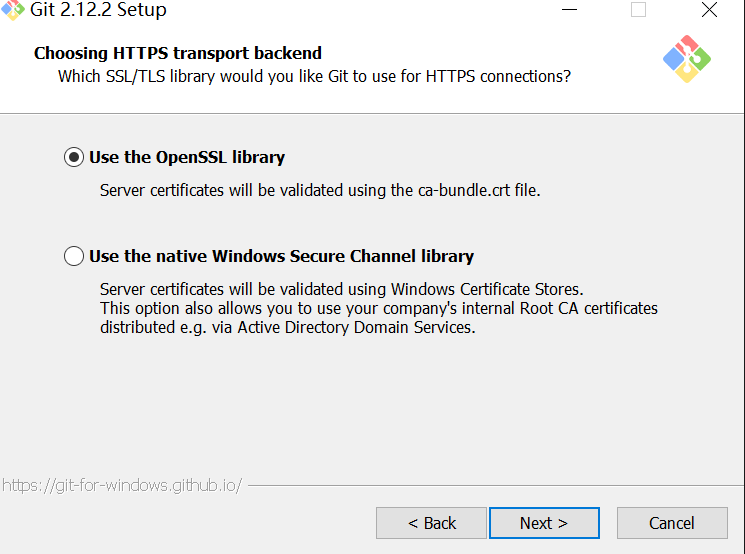 Git 2.12.2 Setup
Choosing HTTPS transport backend
Which SSL/TLS library would you like Git to use for HTTPS connections?
Use the OpenSSL library
Server certificates will be validated using the ca-bundle.crt file.
Use the native Windows Secure Channel library
Server certificates will be validated using Windows Certificate Stores.
This option also allows you to use your company's internal Root CA certificates
distributed e.g. via Active Directory Domain Services.
https://git-for-windows.github.io/
< Back Next > Cancel